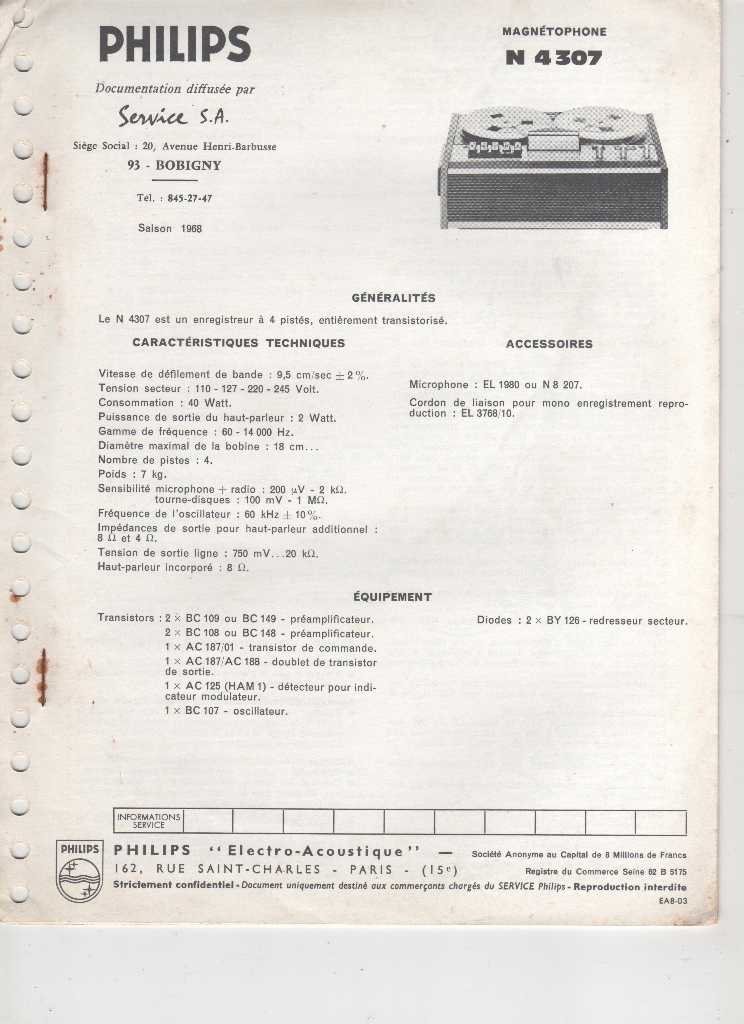 PHILIPS
Documentation diffusée par
Service S.A.
Siège Social : 20, Avenue Henri-Barbusse
93 - BOBIGNY
Tél. : 845-27-47
Saison 1968
MAGNÉTOPHONE
N 4307
GÉNÉRALITÉS
Le N 4307 est un enregistreur à 4 pistés, entièrement transistorisé.
CARACTÉRISTIQUES TECHNIQUES
Vitesse de défilement de bande : 9,5 cm/sec ± 2 %.
Tension secteur : 110 - 127 - 220 - 245 Volt.
Consommation : 40 Watt.
Puissance de sortie du haut-parleur : 2 Watt.
Gamme de fréquence : 60 - 14 000 Hz.
Diamètre maximal de la bobine : 18 cm...
Nombre de pistes : 4.
Poids : 7 kg.
Sensibilité microphone + radio : 200 µV - 2 kΩ.
tourne-disques : 100 mV - 1 MΩ.
Fréquence de l'oscillateur : 60 kHz ± 10 %.
Impédances de sortie pour haut-parleur additionnel :
8 Ω et 4 Ω.
Tension de sortie ligne : 750 mV...20 kΩ.
Haut-parleur incorporé : 8 Ω.
ACCESSOIRES
Microphone : EL 1980 ou N 8 207.
Cordon de liaison pour mono enregistrement repro-
duction : EL 3768/10.
ÉQUIPEMENT
Transistors : 2 × BC 109 ou BC 149 - préamplificateur.
2 × BC 108 ou BC 148 - préamplificateur.
1 × AC 187/01 - transistor de commande.
1 × AC 187/AC 188 - doublet de transistor
de sortie.
1 × AC 125 (HAM 1) - détecteur pour indi-
cateur modulateur.
1 × BC 107 - oscillateur.
Diodes : 2 × BY 126 - redresseur secteur.
INFORMATIONS
SERVICE
PHILIPS
PHILIPS “Electro-Acoustique” —
Société Anonyme au Capital de 8 Millions de Francs
162, RUE SAINT-CHARLES - PARIS - (15e)
Registre du Commerce Seine 62 B 5175
Strictement confidentiel - Document uniquement destiné aux commerçants chargés du SERVICE Philips - Reproduction interdite
EA8-03